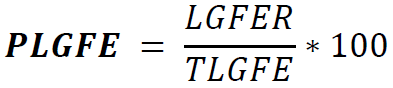 PLGFE = LGFER / TLGFE * 100